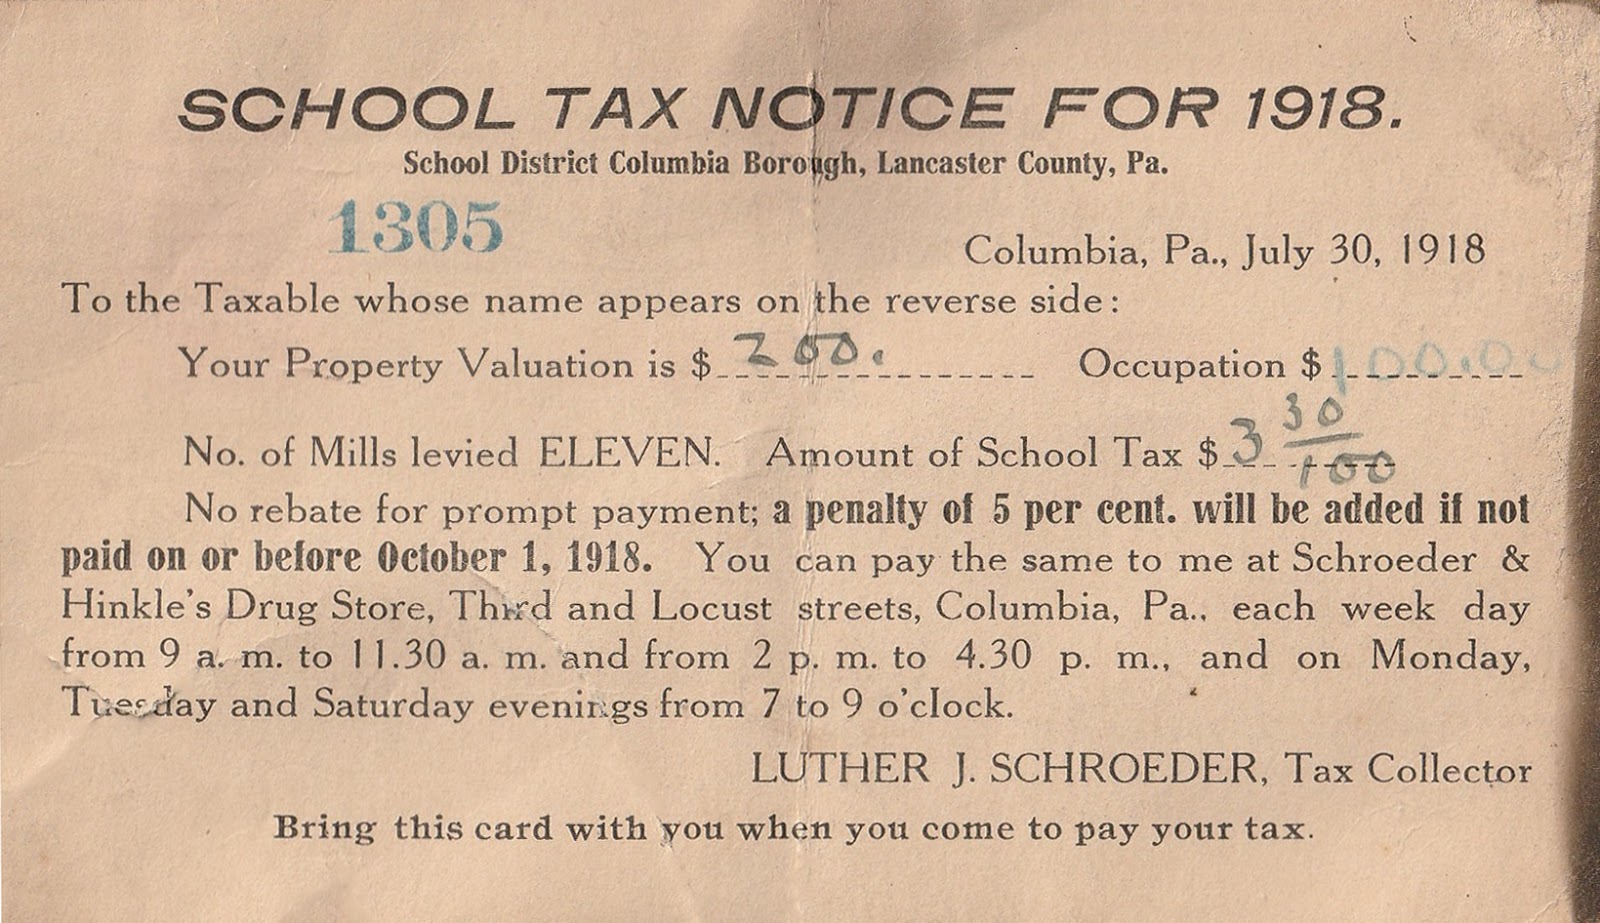 SCHOOL TAX NOTICE FOR 1918.
School District Columbia Borough, Lancaster County, Pa.
1305
Columbia, Pa., July 30, 1918
To the Taxable whose name appears on the reverse side:
Your Property Valuation is $ 200. Occupation $ 100.00
No. of Mills levied ELEVEN. Amount of School Tax $ 3 30/100
No rebate for prompt payment; a penalty of 5 per cent. will be added if not
paid on or before October 1, 1918. You can pay the same to me at Schroeder &
Hinkle's Drug Store, Third and Locust streets, Columbia, Pa., each week day
from 9 a. m. to 11.30 a. m. and from 2 p. m. to 4.30 p. m., and on Monday,
Tuesday and Saturday evenings from 7 to 9 o'clock.
LUTHER J. SCHROEDER, Tax Collector
Bring this card with you when you come to pay your tax.